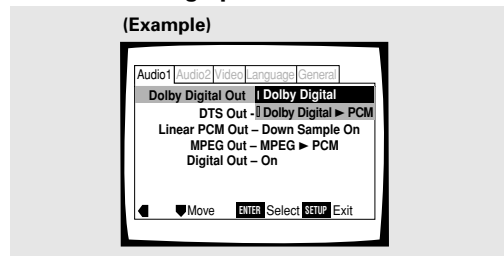 (Example)
Audio1 Audio2 Video Language General
Dolby Digital Out Dolby Digital
DTS Out - Dolby Digital ► PCM
Linear PCM Out – Down Sample On
MPEG Out – MPEG ► PCM
Digital Out – On
Move ENTER Select SETUP Exit